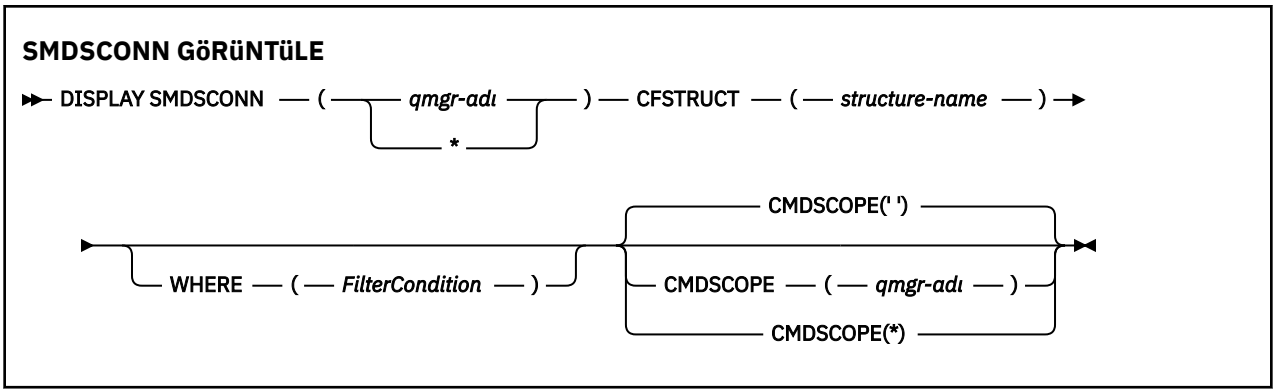 SMDSCONN GöRüNTüLE
DISPLAY SMDSCONN ( qmgr-adı ) CFSTRUCT ( structure-name )
*
CMDSCOPE(' ')
WHERE ( FilterCondition )
CMDSCOPE ( qmgr-adı )
CMDSCOPE(*)